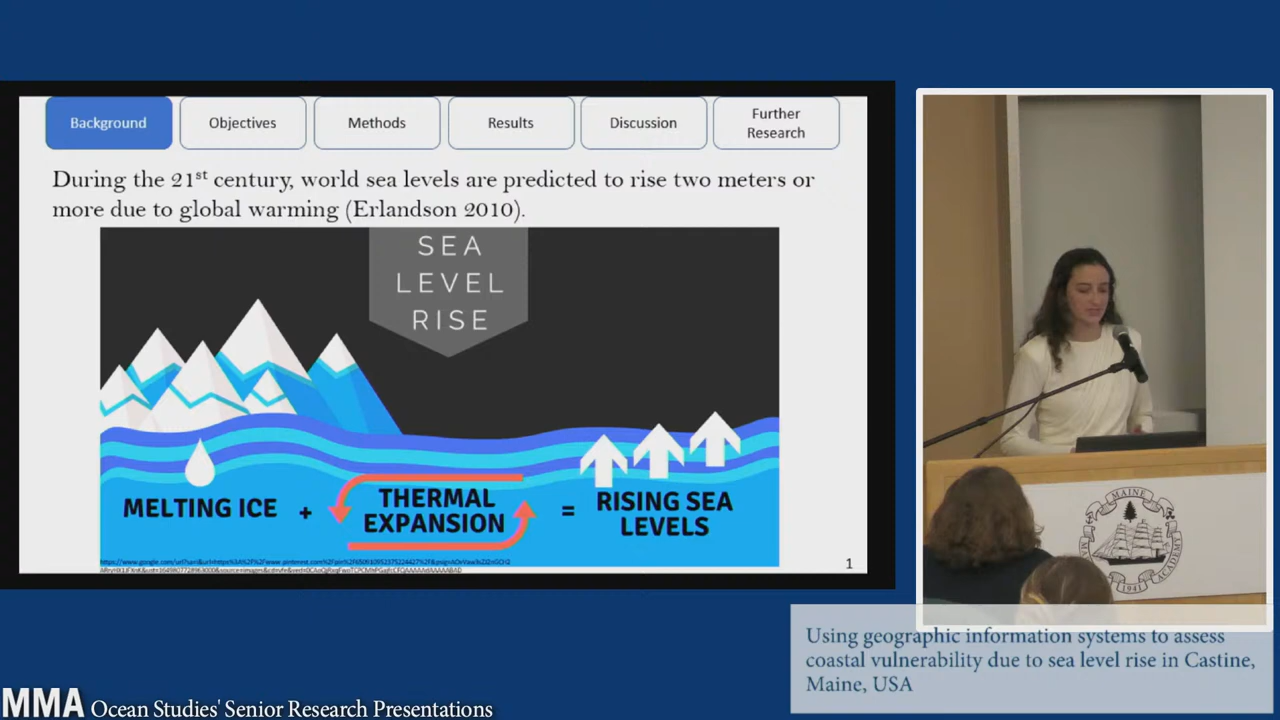 Background
Objectives
Methods
Results
Discussion
Further
Research
During the 21st century, world sea levels are predicted to rise two meters or
more due to global warming (Erlandson 2010).
SEA
LEVEL
RISE
MELTING ICE + THERMAL EXPANSION = RISING SEA LEVELS
1
MAINE
ACADEMY
1941
Using geographic information systems to assess
coastal vulnerability due to sea level rise in Castine,
Maine, USA
MMA Ocean Studies' Senior Research Presentations